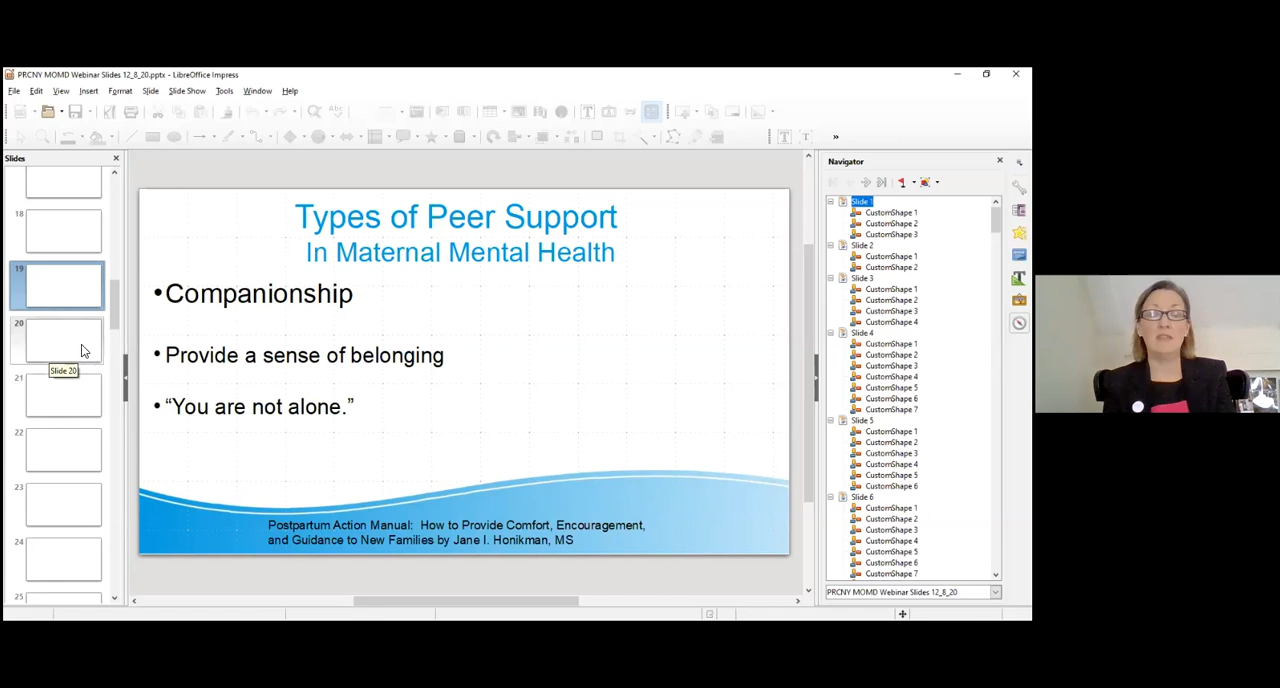 PRCNY MOMD Webinar Slides 12_8_20.pptx - LibreOffice Impress
File Edit View Insert Format Slide Slide Show Tools Window Help
Slides
18
19
20
Slide 20
21
22
23
24
25
Types of Peer Support
In Maternal Mental Health
•Companionship
• Provide a sense of belonging
• “You are not alone.”
Postpartum Action Manual: How to Provide Comfort, Encouragement,
and Guidance to New Families by Jane I. Honikman, MS
Navigator
Slide 1
CustomShape 1
CustomShape 2
CustomShape 3
Slide 2
CustomShape 1
CustomShape 2
Slide 3
CustomShape 1
CustomShape 2
CustomShape 3
CustomShape 4
Slide 4
CustomShape 1
CustomShape 2
CustomShape 3
CustomShape 4
CustomShape 5
CustomShape 6
CustomShape 7
Slide 5
CustomShape 1
CustomShape 2
CustomShape 3
CustomShape 4
CustomShape 5
CustomShape 6
Slide 6
CustomShape 1
CustomShape 2
CustomShape 3
CustomShape 4
CustomShape 5
CustomShape 6
CustomShape 7
PRCNY MOMD Webinar Slides 12_8_20